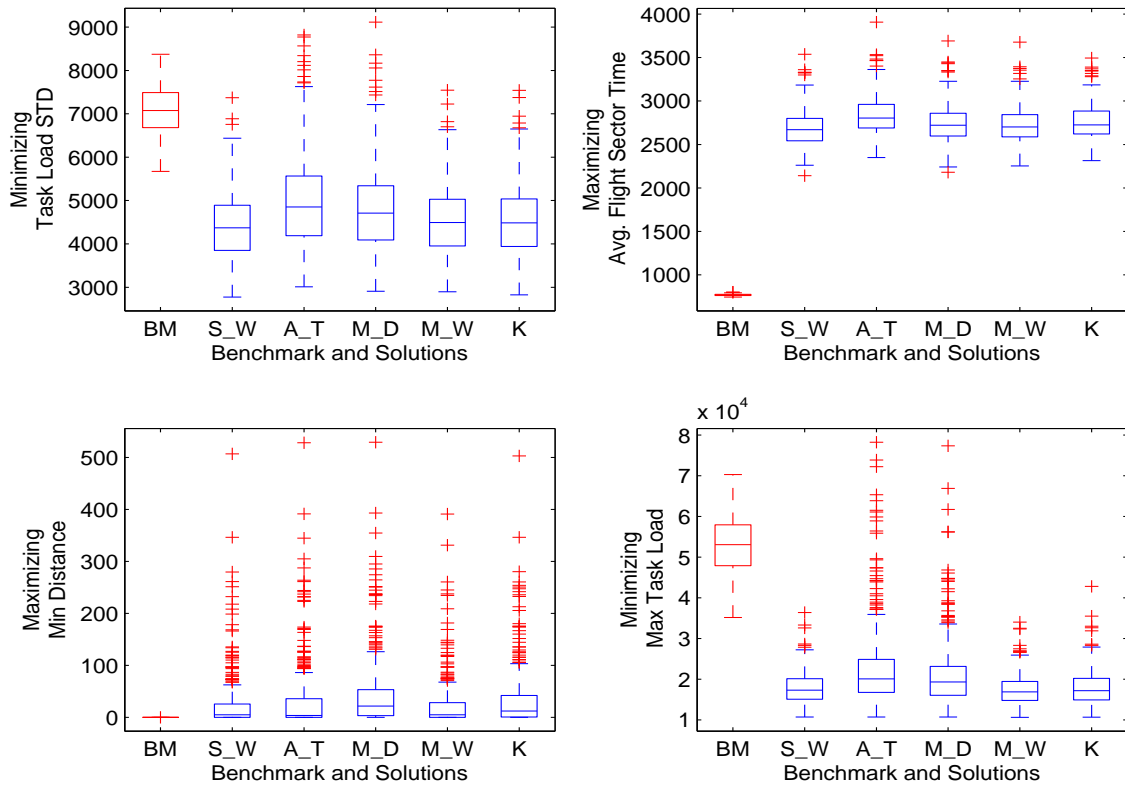 Minimizing
Task Load STD
9000
8000
7000
6000
5000
4000
3000
BM S_W A_T M_D M_W K
Benchmark and Solutions
Maximizing
Avg. Flight Sector Time
4000
3500
3000
2500
2000
1500
1000
BM S_W A_T M_D M_W K
Benchmark and Solutions
Maximizing
Min Distance
500
400
300
200
100
0
BM S_W A_T M_D M_W K
Benchmark and Solutions
x 10^4
Minimizing
Max Task Load
8
7
6
5
4
3
2
1
BM S_W A_T M_D M_W K
Benchmark and Solutions